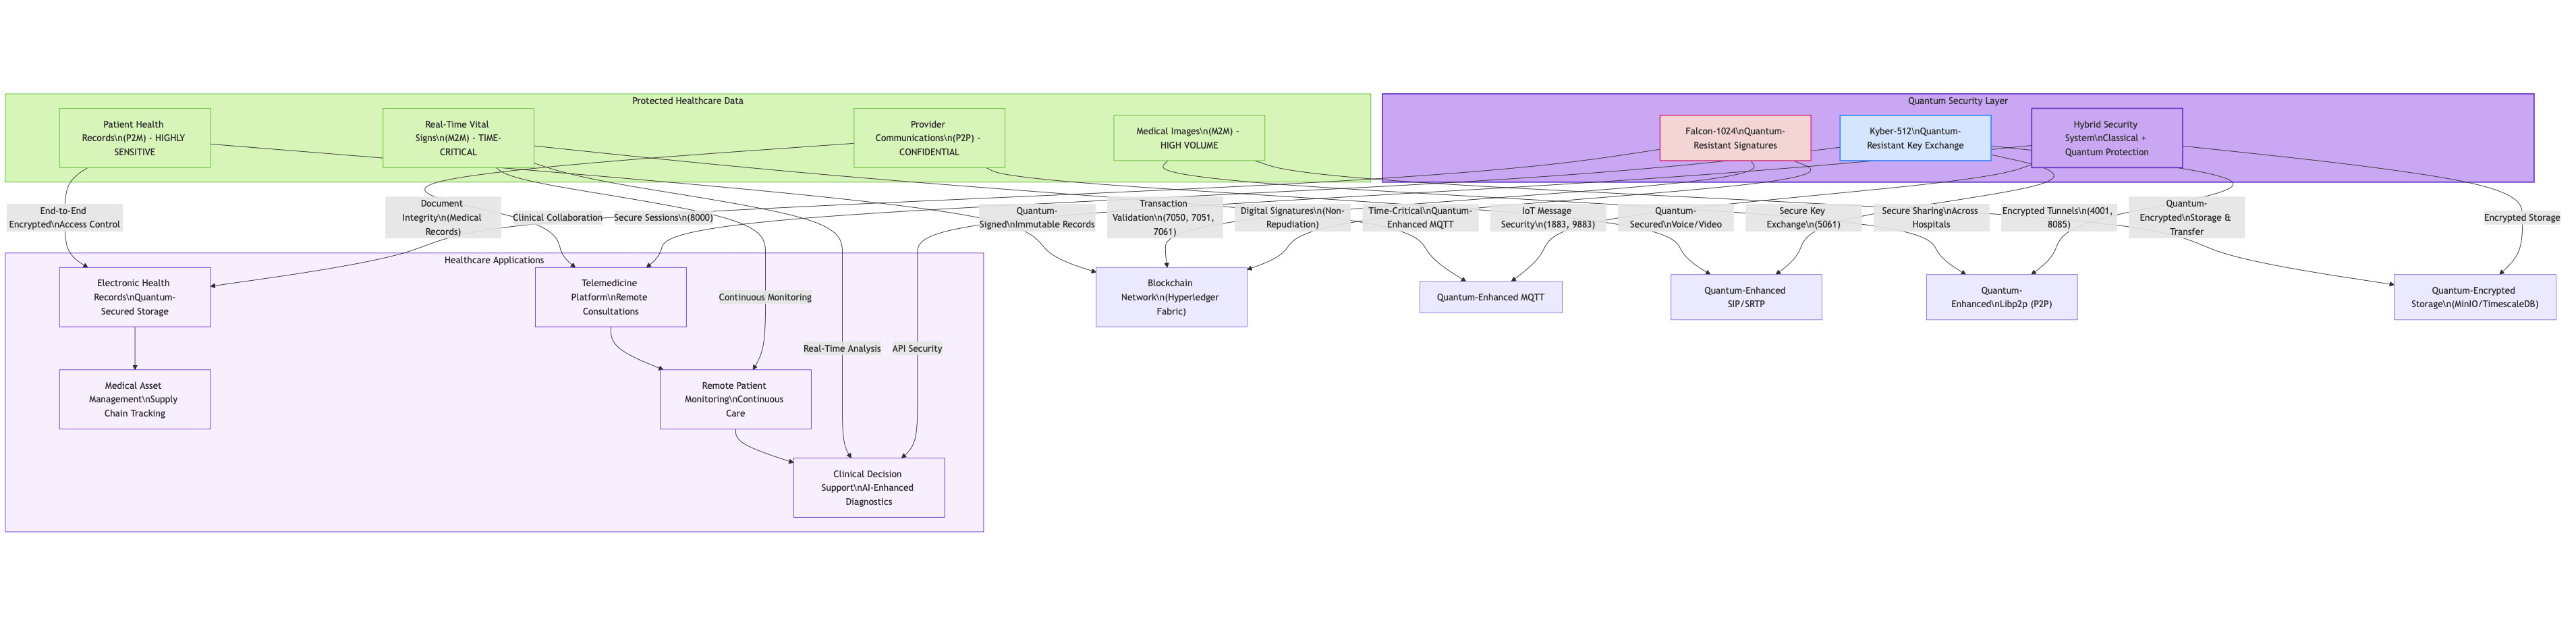 Protected Healthcare Data
Quantum Security Layer
Patient Health
Records\n(P2M) - HIGHLY
SENSITIVE
Real-Time Vital
Signs\n(M2M) - TIME-
CRITICAL
Provider
Communications\n(P2P) -
CONFIDENTIAL
Medical Images\n(M2M) -
HIGH VOLUME
Falcon-1024\nQuantum-
Resistant Signatures
Kyber-512\nQuantum-
Resistant Key Exchange
Hybrid Security
System\nClassical +
Quantum Protection
End-to-End
Encrypted\nAccess Control
Document
Integrity\n(Medical
Records)
Clinical Collaboration
Secure Sessions\n(8000)
Quantum-
Signed\nImmutable Records
Transaction
Validation\n(7050, 7051,
7061)
Digital Signatures\n(Non-
Repudiation)
Time-Critical\nQuantum-
Enhanced MQTT
IoT Message
Security\n(1883, 9883)
Quantum-
Secured\nVoice/Video
Secure Key
Exchange\n(5061)
Secure Sharing\nAcross
Hospitals
Encrypted Tunnels\n(4001,
8085)
Quantum-
Encrypted\nStorage &
Transfer
Encrypted Storage
Healthcare Applications
Electronic Health
Records\nQuantum-
Secured Storage
Telemedicine
Platform\nRemote
Consultations
Continuous Monitoring
Blockchain
Network\n(Hyperledger
Fabric)
Quantum-Enhanced MQTT
Quantum-Enhanced
SIP/SRTP
Quantum-
Enhanced\nLibp2p (P2P)
Quantum-Encrypted
Storage\n(MinIO/TimescaleDB)
Real-Time Analysis
API Security
Medical Asset
Management\nSupply
Chain Tracking
Remote Patient
Monitoring\nContinuous
Care
Clinical Decision
Support\nAI-Enhanced
Diagnostics